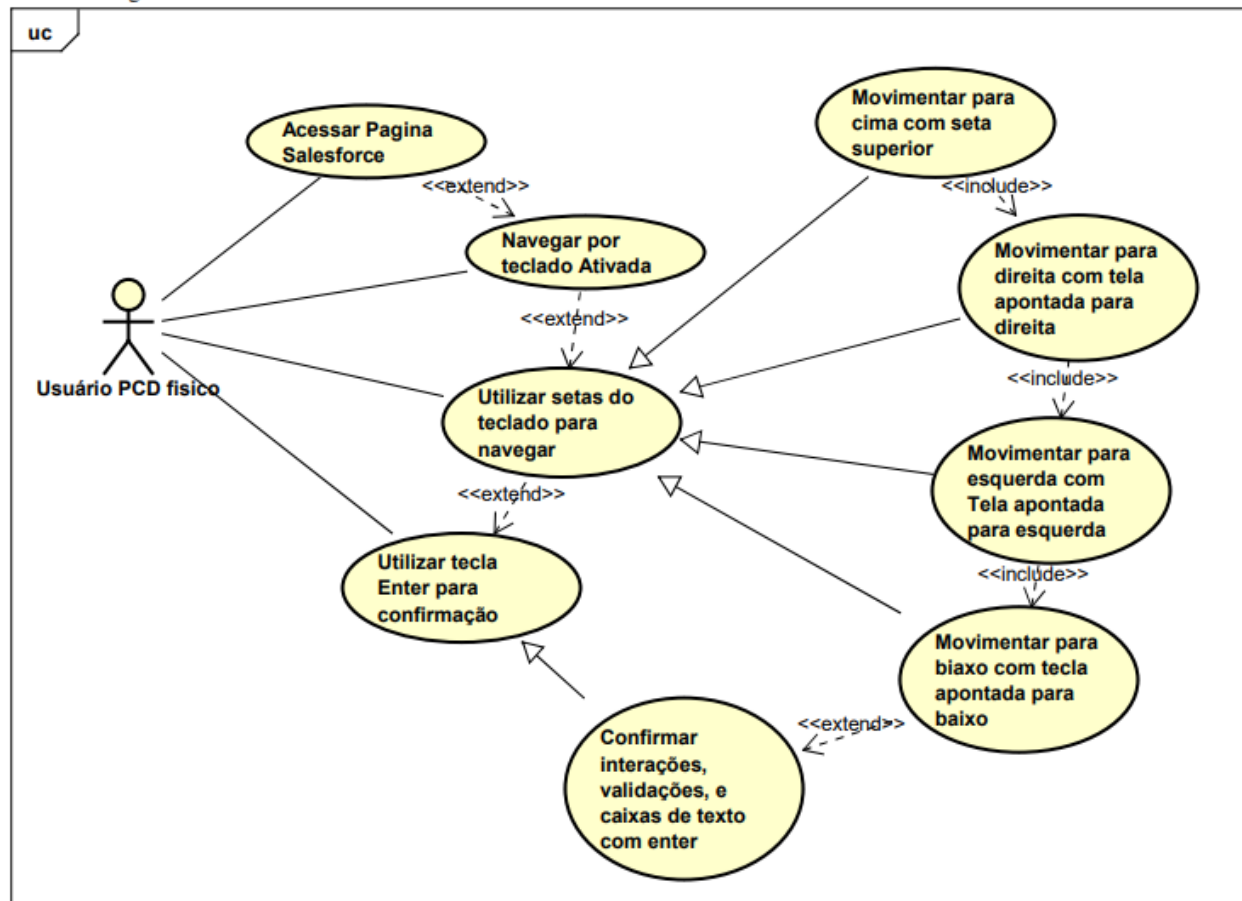 uc
Acessar Pagina
Salesforce
<<extend>>
Navegar por
teclado Ativada
<<extend>>
Usuário PCD fisico
Utilizar setas do
teclado para
navegar
<<extend>>
Utilizar tecla
Enter para
confirmação
Movimentar para
cima com seta
superior
<<include>>
Movimentar para
direita com tela
apontada para
direita
<<include>>
Movimentar para
esquerda com
Tela apontada
para esquerda
<<include>>
Movimentar para
biaxo com tecla
apontada para
baixo
<<extend>>
Confirmar
interações,
validações, e
caixas de texto
com enter